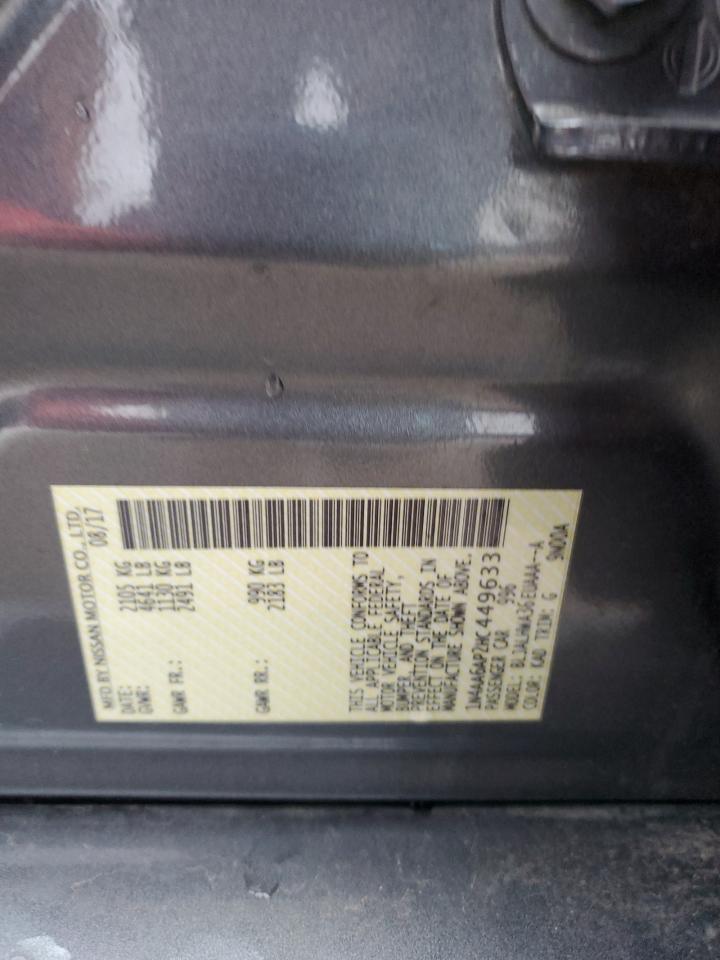 MFD BY NISSAN MOTOR CO., LTD.
DATE: 08/17
GVWR: 2105 KG
4641 LB
GAWR FR.: 1130 KG
2491 LB
GAWR RR.: 990 KG
2183 LB
THIS VEHICLE CONFORMS TO
ALL APPLICABLE FEDERAL
MOTOR VEHICLE SAFETY,
BUMPER, AND THEFT
PREVENTION STANDARDS IN
EFFECT ON THE DATE OF
MANUFACTURE SHOWN ABOVE.
1N4AA6AP2HC449633
PASSENGER CAR 996
MODEL: BLJALHWA36EUAAA--A
COLOR: KAD TRIM: G 9W00A